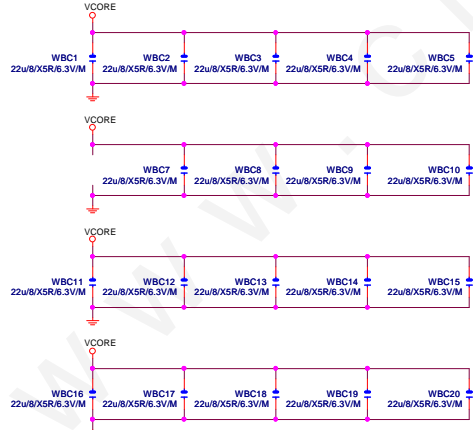 VCORE
WBC1 WBC2 WBC3 WBC4 WBC5
22u/8/X5R/6.3V/M 22u/8/X5R/6.3V/M 22u/8/X5R/6.3V/M 22u/8/X5R/6.3V/M 22u/8/X5R/6.3V/M
VCORE
WBC7 WBC8 WBC9 WBC10
22u/8/X5R/6.3V/M 22u/8/X5R/6.3V/M 22u/8/X5R/6.3V/M 22u/8/X5R/6.3V/M
VCORE
WBC11 WBC12 WBC13 WBC14 WBC15
22u/8/X5R/6.3V/M 22u/8/X5R/6.3V/M 22u/8/X5R/6.3V/M 22u/8/X5R/6.3V/M 22u/8/X5R/6.3V/M
VCORE
WBC16 WBC17 WBC18 WBC19 WBC20
22u/8/X5R/6.3V/M 22u/8/X5R/6.3V/M 22u/8/X5R/6.3V/M 22u/8/X5R/6.3V/M 22u/8/X5R/6.3V/M